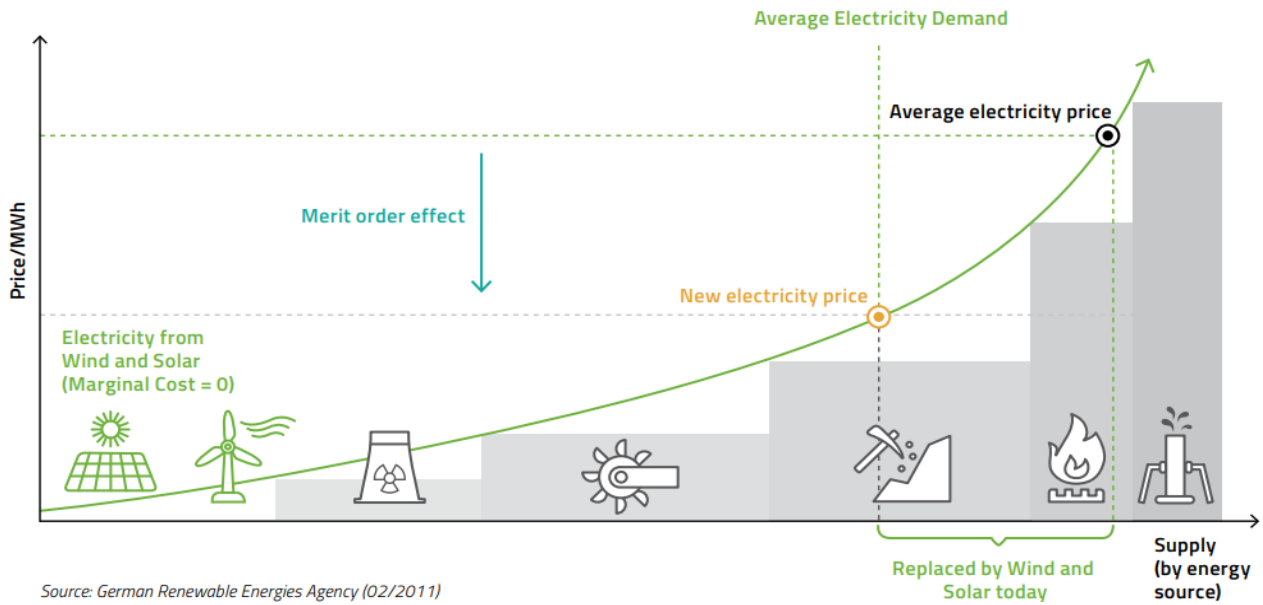 Average Electricity Demand
Average electricity price
Price/MWh
Merit order effect
New electricity price
Electricity from
Wind and Solar
(Marginal Cost = 0)
Replaced by Wind and
Solar today
Supply
(by energy
source)
Source: German Renewable Energies Agency (02/2011)